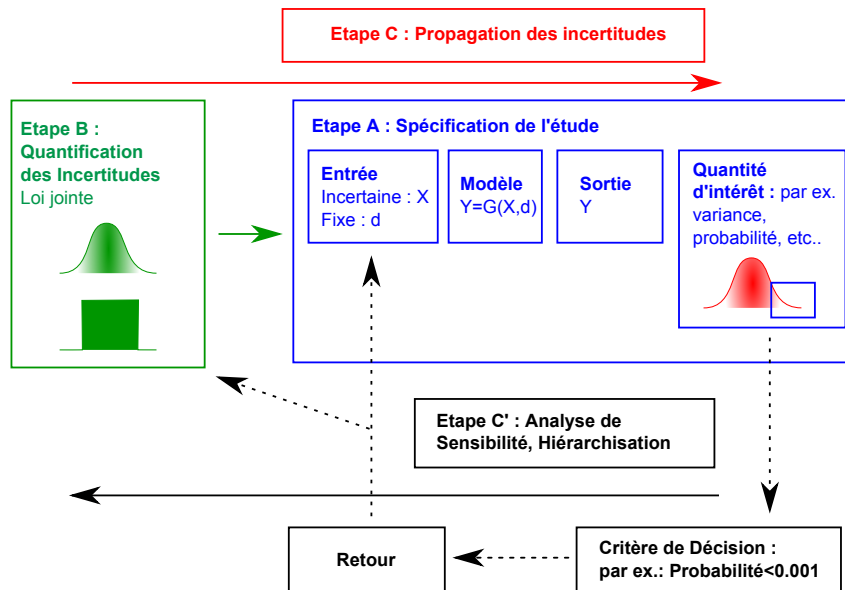 Etape C : Propagation des incertitudes
Etape B :
Quantification
des Incertitudes
Loi jointe
Etape A : Spécification de l'étude
Entrée
Incertaine : X
Fixe : d
Modèle
Y=G(X,d)
Sortie
Y
Quantité
d'intérêt : par ex.
variance,
probabilité, etc..
Etape C' : Analyse de
Sensibilité, Hiérarchisation
Retour
Critère de Décision :
par ex.: Probabilité<0.001